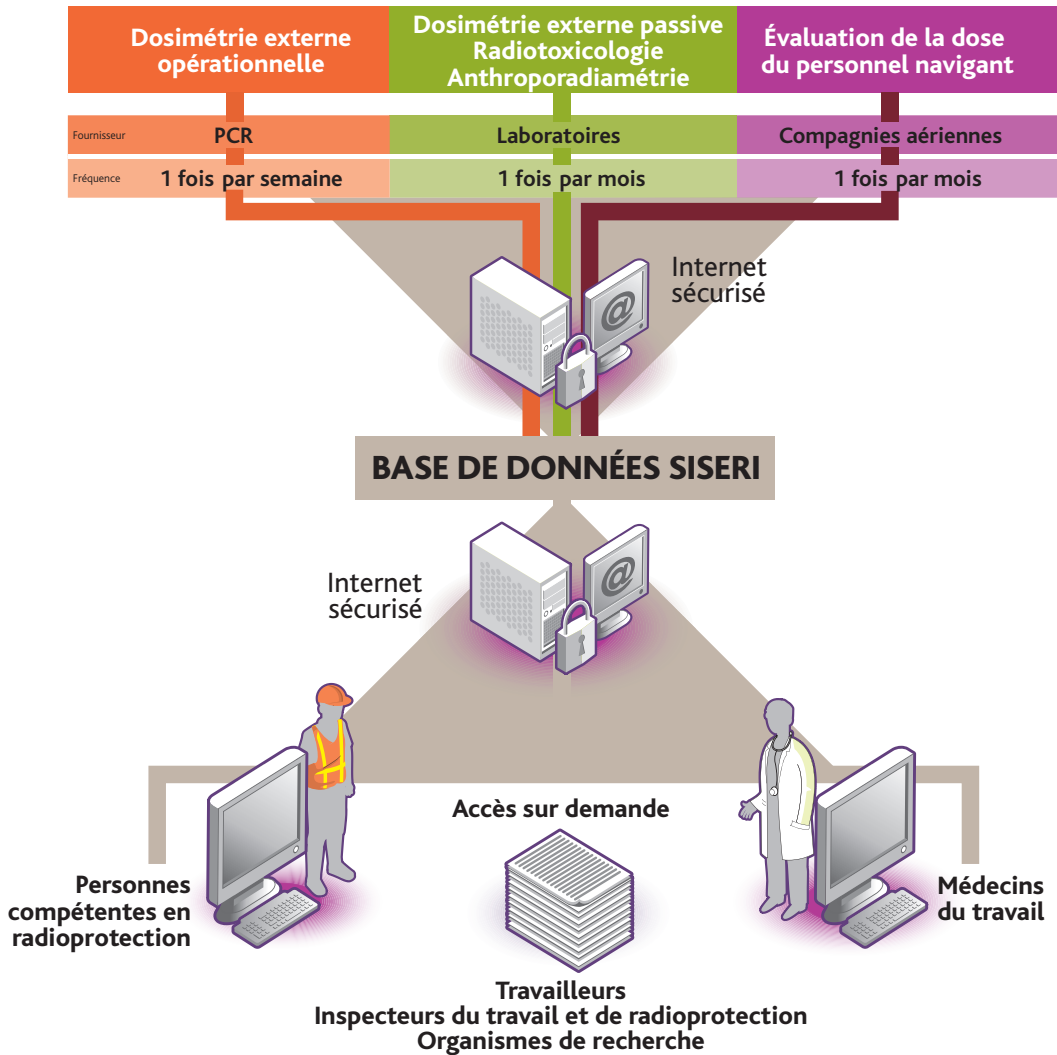 Dosimétrie externe
opérationnelle
Dosimétrie externe passive
Radiotoxicologie
Anthroporadiamétrie
Évaluation de la dose
du personnel navigant
Fournisseur
PCR
Laboratoires
Compagnies aériennes
Fréquence
1 fois par semaine
1 fois par mois
1 fois par mois
Internet
sécurisé
@
BASE DE DONNÉES SISERI
Internet
sécurisé
@
Accès sur demande
Personnes
compétentes en
radioprotection
Médecins
du travail
Travailleurs
Inspecteurs du travail et de radioprotection
Organismes de recherche